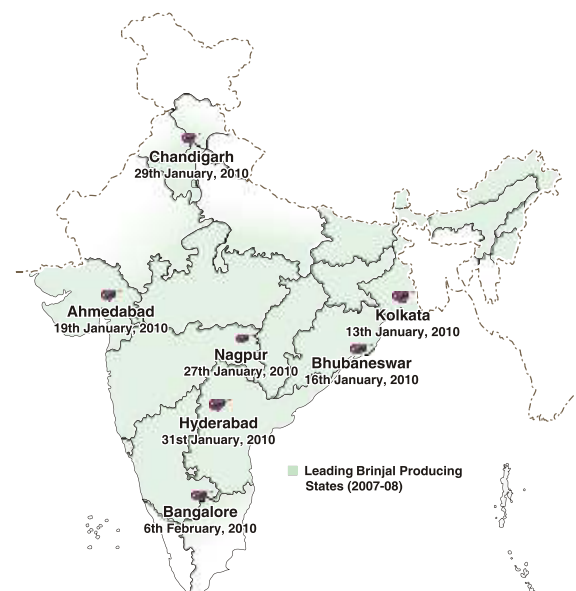 Chandigarh
29th January, 2010
Ahmedabad
19th January, 2010
Kolkata
13th January, 2010
Nagpur
27th January, 2010
Bhubaneswar
16th January, 2010
Hyderabad
31st January, 2010
Leading Brinjal Producing
States (2007-08)
Bangalore
6th February, 2010